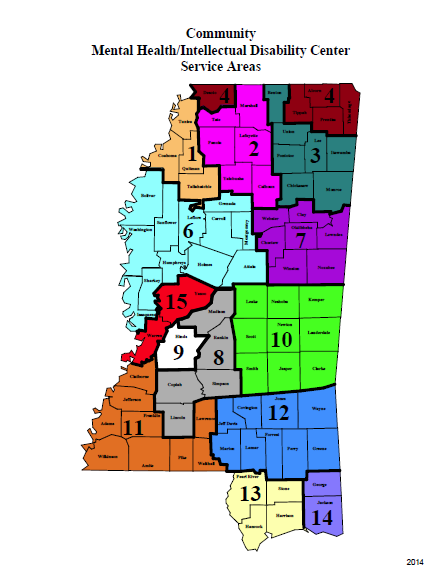 Community
Mental Health/Intellectual Disability Center
Service Areas
4
4
Benton
Marshall
Tunica
Tate
Union
Lee
Panola
Lafayette
Pontotoc
Itawamba
Coahoma
1
2
3
Quitman
Yalobusha
Calhoun
Chickasaw
Monroe
Tallahatchie
Bolivar
Grenada
Sunflower
Leflore
Carroll
Montgomery
Webster
Clay
Washington
6
7
Oktibbeha
Lowndes
Choctaw
Humphreys
Holmes
Attala
Winston
Noxubee
Sharkey
15
Yazoo
Madison
Leake
Neshoba
Kemper
Issaquena
Warren
Hinds
9
Rankin
8
Scott
Newton
10
Lauderdale
Smith
Jasper
Clarke
Claiborne
Copiah
Simpson
Jefferson
Lincoln
Lawrence
Covington
Jones
Wayne
12
Adams
11
Franklin
Jeff Davis
Forrest
Wilkinson
Amite
Pike
Walthall
Marion
Lamar
Perry
Greene
Pearl River
13
Stone
George
Hancock
Harrison
Jackson
14
2014